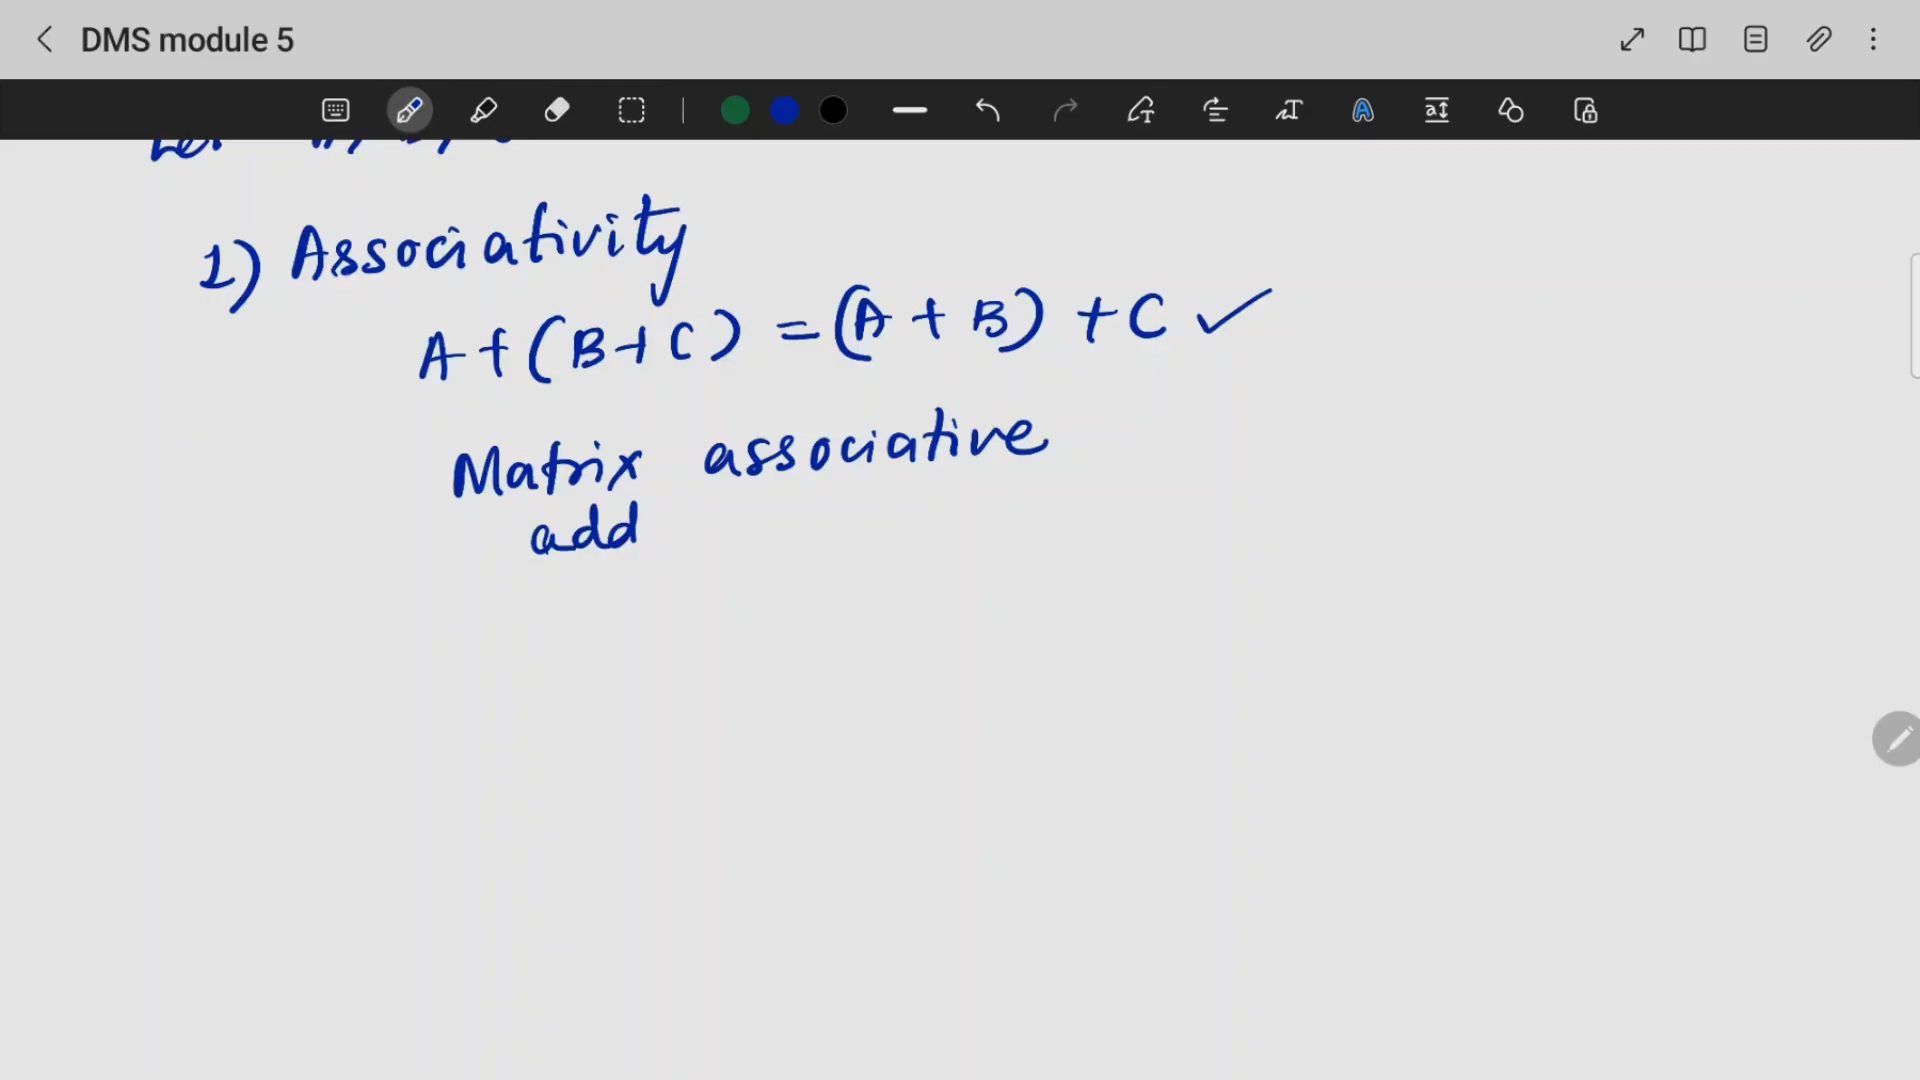 DMS module 5
1) Associativity
A + (B + C) = (A + B) + C ✓
Matrix associative
add